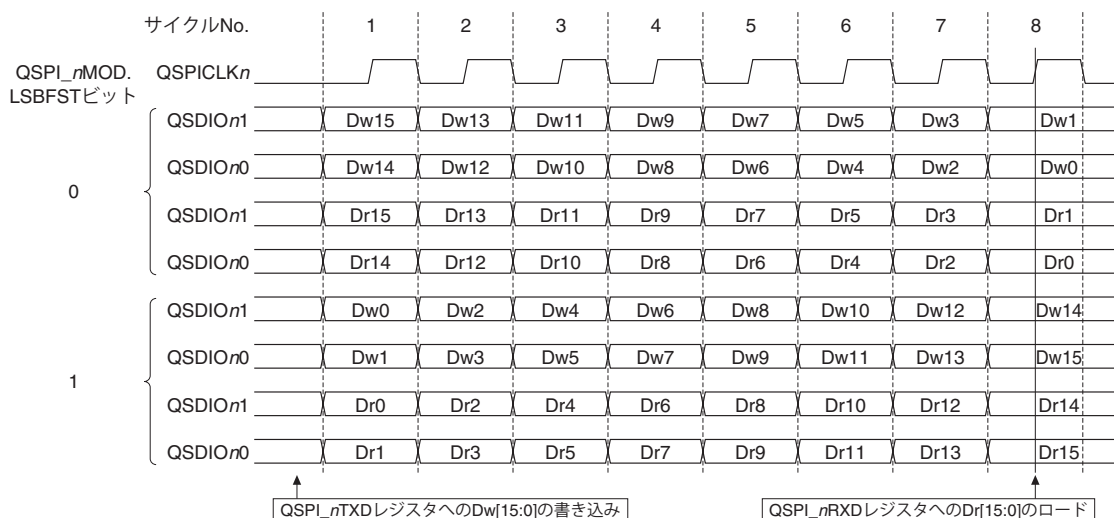 サイクルNo. 1 2 3 4 5 6 7 8
QSPI_nMOD. QSPICLKn
LSBFSTビット
QSDIOn1 Dw15 Dw13 Dw11 Dw9 Dw7 Dw5 Dw3 Dw1
QSDIOn0 Dw14 Dw12 Dw10 Dw8 Dw6 Dw4 Dw2 Dw0
0
QSDIOn1 Dr15 Dr13 Dr11 Dr9 Dr7 Dr5 Dr3 Dr1
QSDIOn0 Dr14 Dr12 Dr10 Dr8 Dr6 Dr4 Dr2 Dr0
QSDIOn1 Dw0 Dw2 Dw4 Dw6 Dw8 Dw10 Dw12 Dw14
QSDIOn0 Dw1 Dw3 Dw5 Dw7 Dw9 Dw11 Dw13 Dw15
1
QSDIOn1 Dr0 Dr2 Dr4 Dr6 Dr8 Dr10 Dr12 Dr14
QSDIOn0 Dr1 Dr3 Dr5 Dr7 Dr9 Dr11 Dr13 Dr15
QSPI_nTXDレジスタへのDw[15:0]の書き込み QSPI_nRXDレジスタへのDr[15:0]のロード